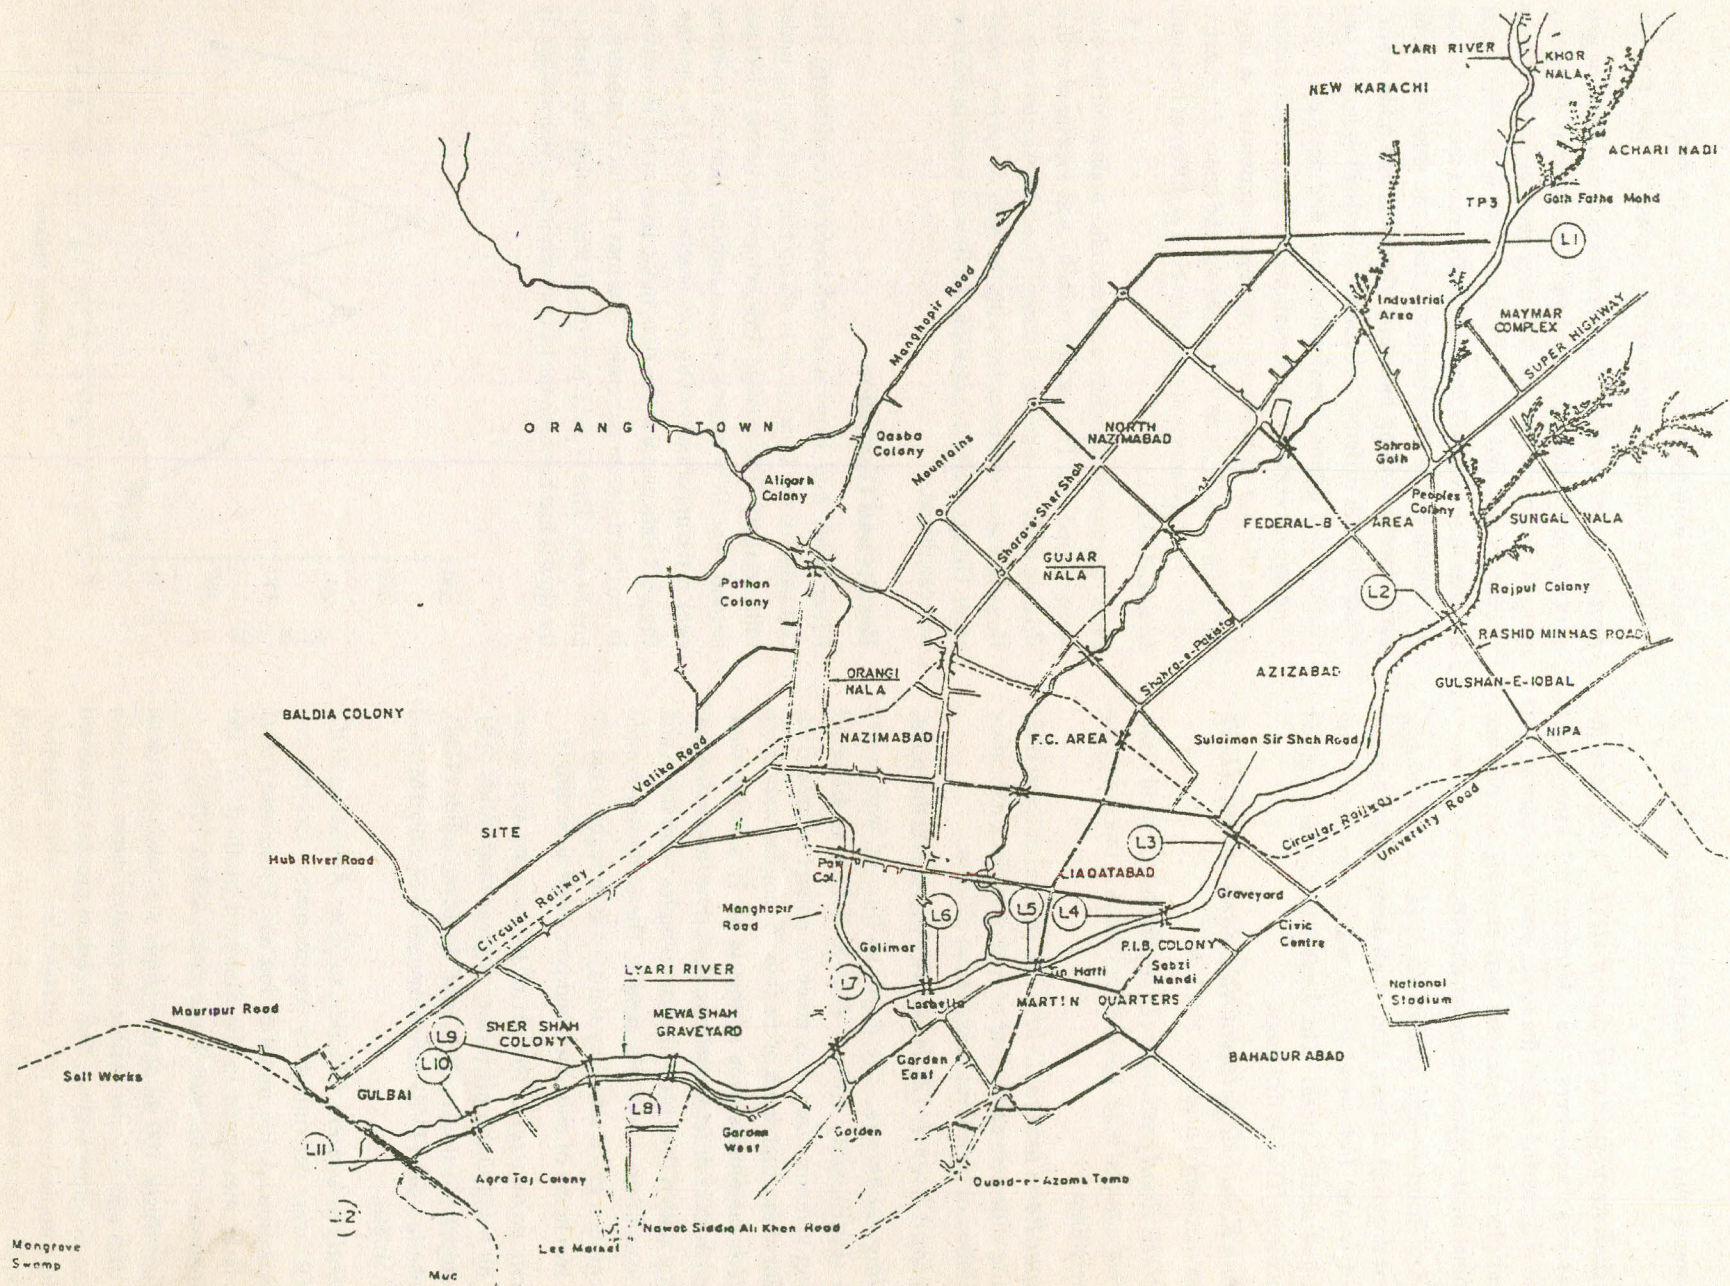 LYARI RIVER
KHOR
NALA
NEW KARACHI
ACHARI NADI
TP3
Goth Fathe Mohd
L1
Industrial
Area
MAYMAR
COMPLEX
SUPER HIGHWAY
Manghopir Road
ORANGI TOWN
Qasba
Colony
Mountains
NORTH
NAZIMABAD
Sohrab
Goth
Aligarh
Colony
Peoples
Colony
Shara-e-Sher Shah
FEDERAL-B AREA
SUNGAL NALA
GUJAR
NALA
Pathan
Colony
L2
Rajput Colony
RASHID MINHAS ROAD
Shahra-e-Pakistan
AZIZABAD
GULSHAN-E-IQBAL
ORANGI
NALA
BALDIA COLONY
NAZIMABAD
F.C. AREA
Sulaiman Sir Shah Road
NIPA
Valika Road
SITE
Circular Railway
University Road
L3
Hub River Road
Pak
Col.
LIAQATABAD
Circular Railway
Graveyard
Manghopir
Road
L6
L5
L4
Civic
Centre
Golimar
P.I.B. COLONY
Sabzi
Mandi
LYARI RIVER
L7
Tin Hatti
National
Stadium
Lasbella
MARTIN QUARTERS
Mauripur Road
MEWA SHAH
GRAVEYARD
SHER SHAH
COLONY
L9
L10
Garden
East
BAHADUR ABAD
Salt Works
GULBAI
L8
Garden
West
Garden
L11
Agra Taj Colony
Quaid-e-Azams Tomb
L12
Nawab Siddiq Ali Khan Road
Lee Market
Mangrove
Swamp
Muc